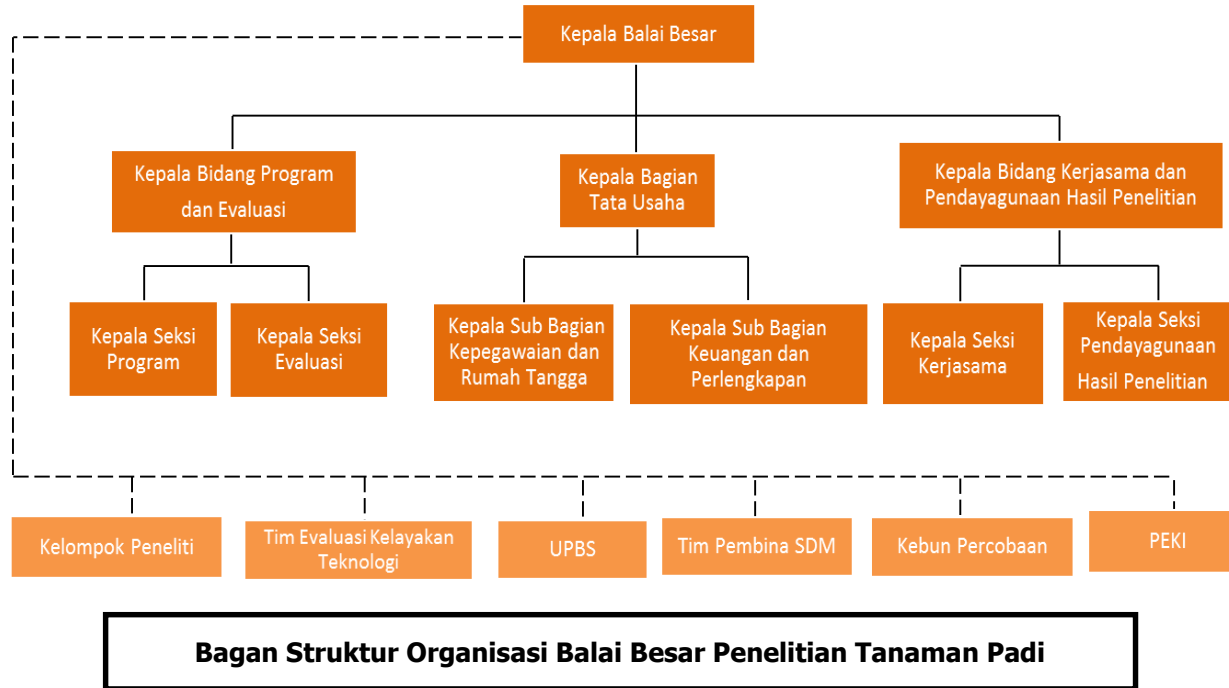 Kepala Balai Besar
Kepala Bidang Program
dan Evaluasi
Kepala Bagian
Tata Usaha
Kepala Bidang Kerjasama dan
Pendayagunaan Hasil Penelitian
Kepala Seksi
Program
Kepala Seksi
Evaluasi
Kepala Sub Bagian
Kepegawaian dan
Rumah Tangga
Kepala Sub Bagian
Keuangan dan
Perlengkapan
Kepala Seksi
Kerjasama
Kepala Seksi
Pendayagunaan
Hasil Penelitian
Kelompok Peneliti
Tim Evaluasi Kelayakan
Teknologi
UPBS
Tim Pembina SDM
Kebun Percobaan
PEKI
Bagan Struktur Organisasi Balai Besar Penelitian Tanaman Padi